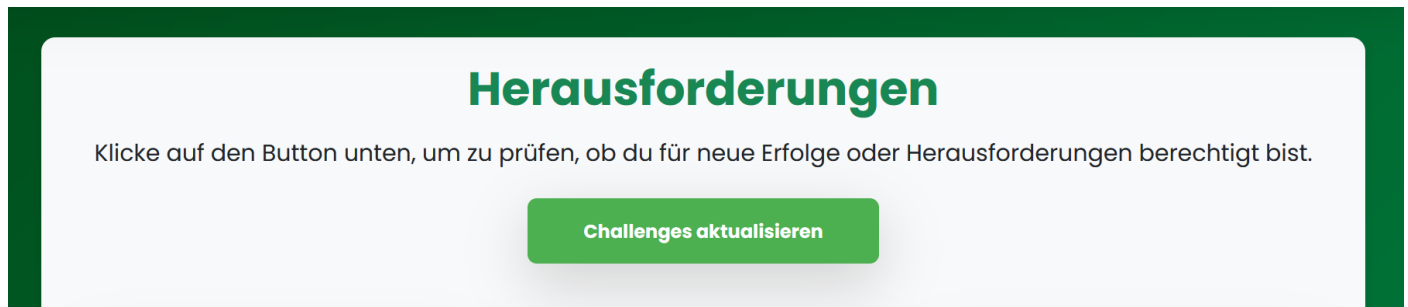 Herausforderungen
Klicke auf den Button unten, um zu prüfen, ob du für neue Erfolge oder Herausforderungen berechtigt bist.
Challenges aktualisieren